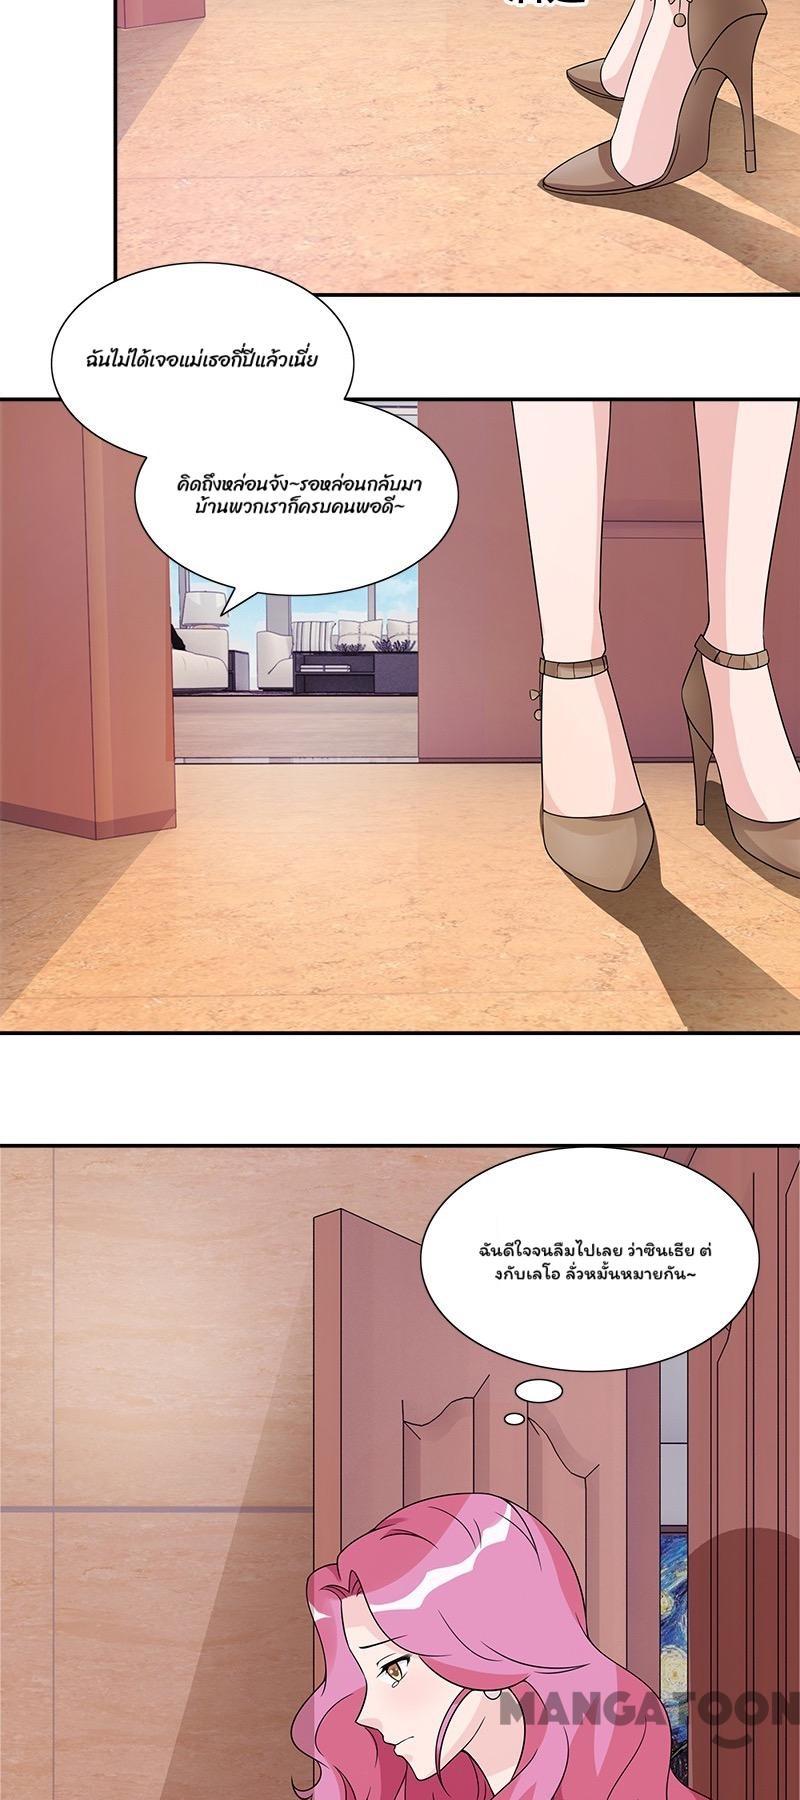 ฉันไม่ได้เจอแม่เธอกี่ปีแล้วเนี่ย
คิดถึงหล่อนจัง~รอหล่อนกลับมา
บ้านพวกเราก็ครบคนพอดี~
ฉันดีใจจนลืมไปเลย ว่าซินเธีย ต่
งกับเลโอ ลั่วหมั้นหมายกัน~
MANGATOON